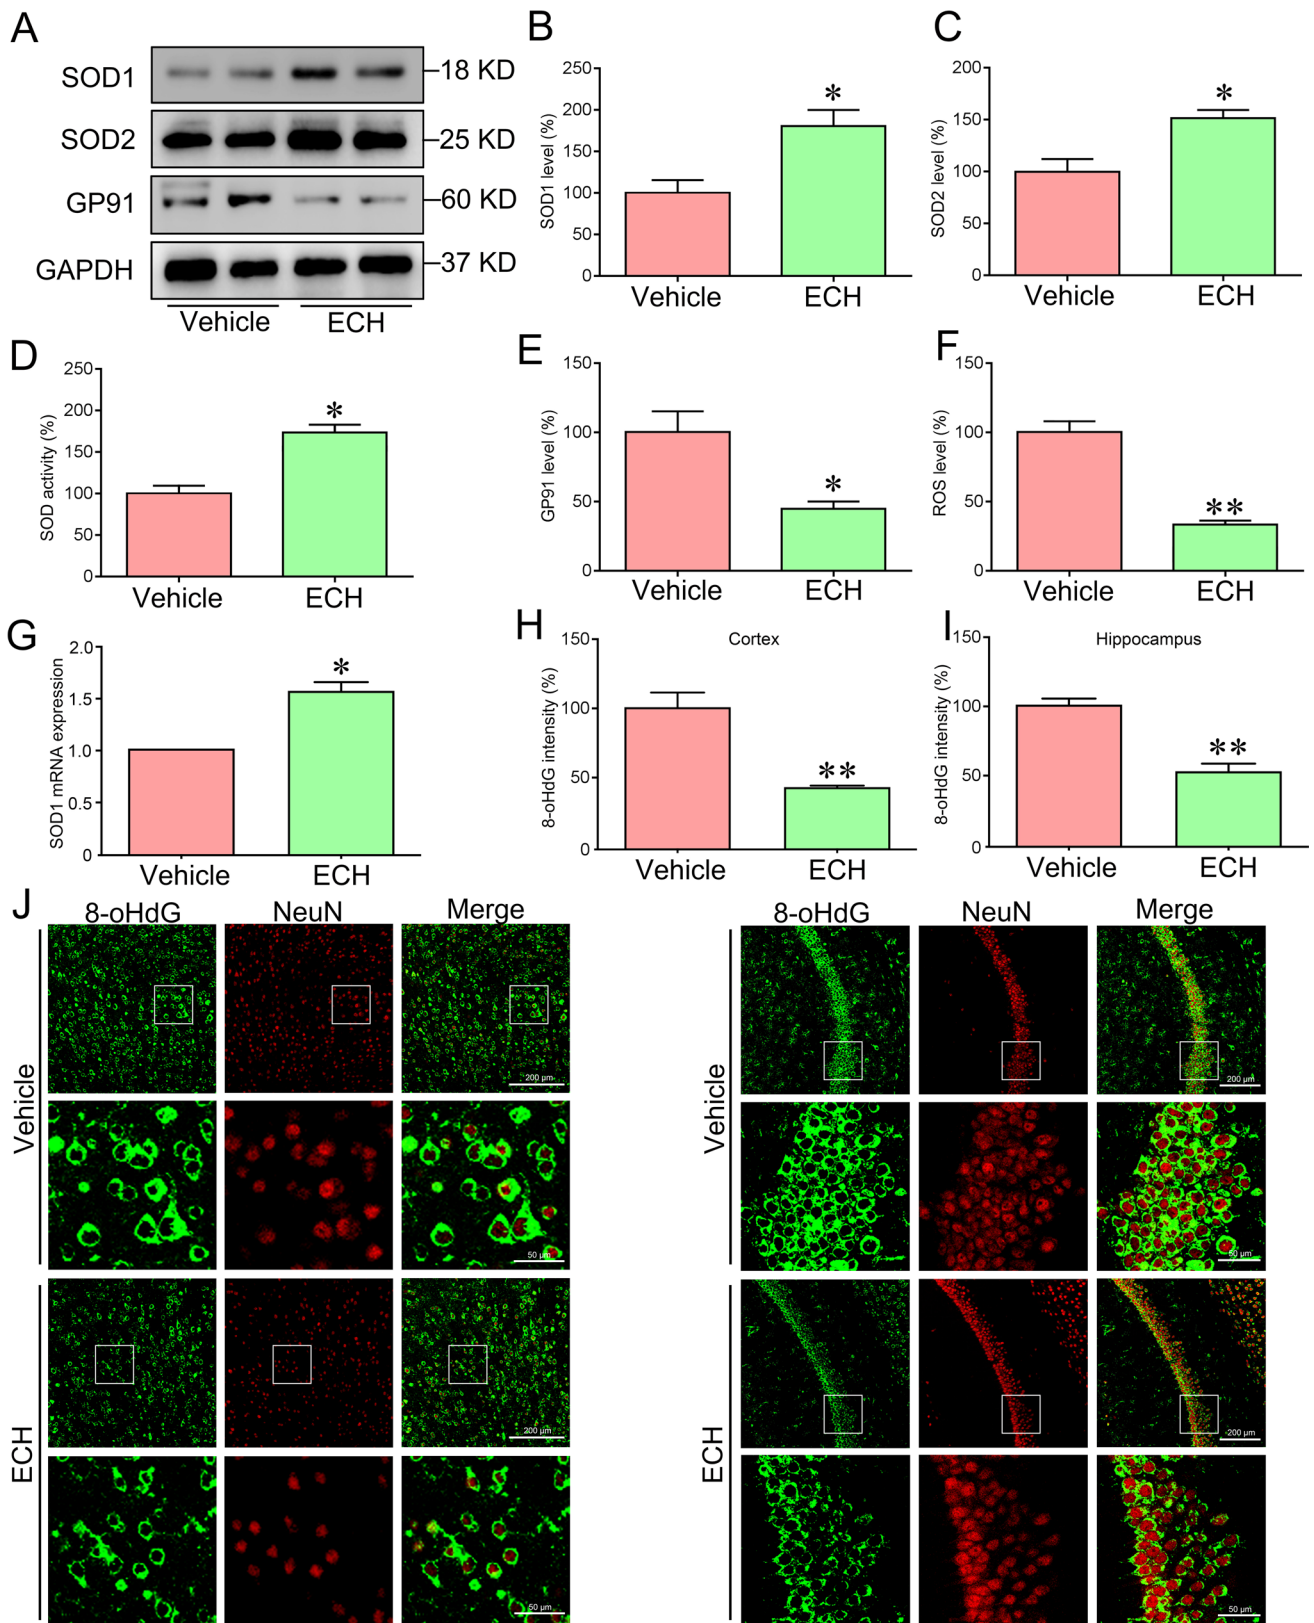 A
SOD1
18 KD
SOD2
25 KD
GP91
60 KD
GAPDH
37 KD
Vehicle ECH
B
SOD1 level (%)
250
200
150
100
50
0
*
Vehicle ECH
C
SOD2 level (%)
200
150
100
50
0
*
Vehicle ECH
D
SOD activity (%)
250
200
150
100
50
0
*
Vehicle ECH
E
GP91 level (%)
150
100
50
0
*
Vehicle ECH
F
ROS level (%)
150
100
50
0
**
Vehicle ECH
G
SOD1 mRNA expression
2.0
1.5
1.0
0.5
0
*
Vehicle ECH
H
Cortex
8-oHdG intensity (%)
150
100
50
0
**
Vehicle ECH
I
Hippocampus
8-oHdG intensity (%)
150
100
50
0
**
Vehicle ECH
J
8-oHdG NeuN Merge
Vehicle
200 µm
50 µm
ECH
200 µm
50 µm
8-oHdG NeuN Merge
Vehicle
200 µm
50 µm
ECH
200 µm
50 µm